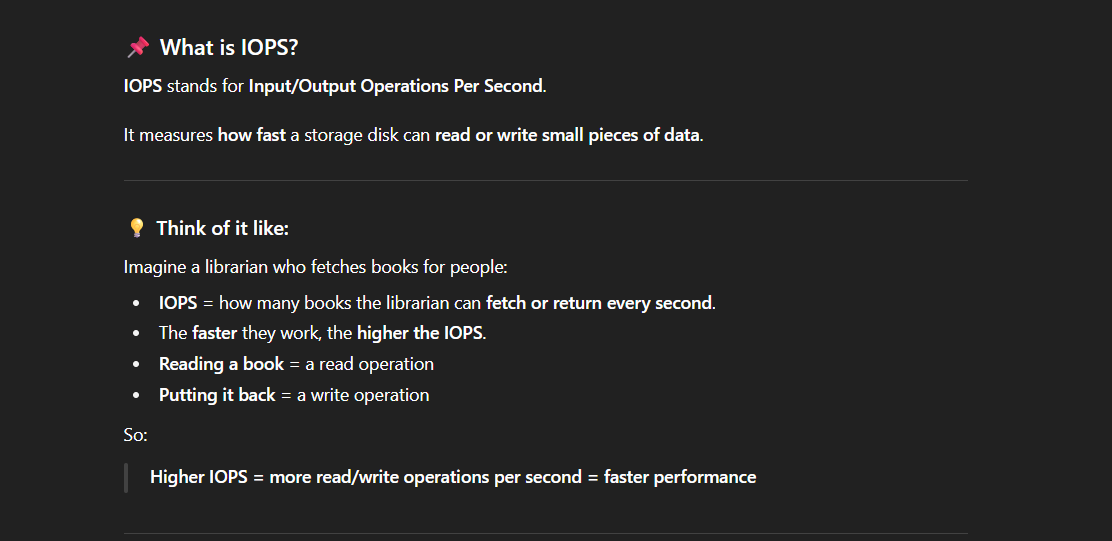 📌 What is IOPS?
IOPS stands for Input/Output Operations Per Second.
It measures how fast a storage disk can read or write small pieces of data.
💡 Think of it like:
Imagine a librarian who fetches books for people:
• IOPS = how many books the librarian can fetch or return every second.
• The faster they work, the higher the IOPS.
• Reading a book = a read operation
• Putting it back = a write operation
So:
Higher IOPS = more read/write operations per second = faster performance